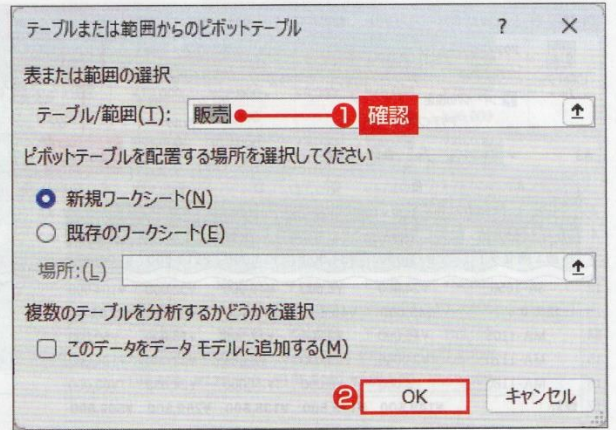 テーブルまたは範囲からのピボットテーブル ? ×
表または範囲の選択
テーブル/範囲(T): 販売 ❶ 確認
ピボットテーブルを配置する場所を選択してください
新規ワークシート(N)
既存のワークシート(E)
場所:(L)
複数のテーブルを分析するかどうかを選択
このデータをデータ モデルに追加する(M)
❷ OK キャンセル